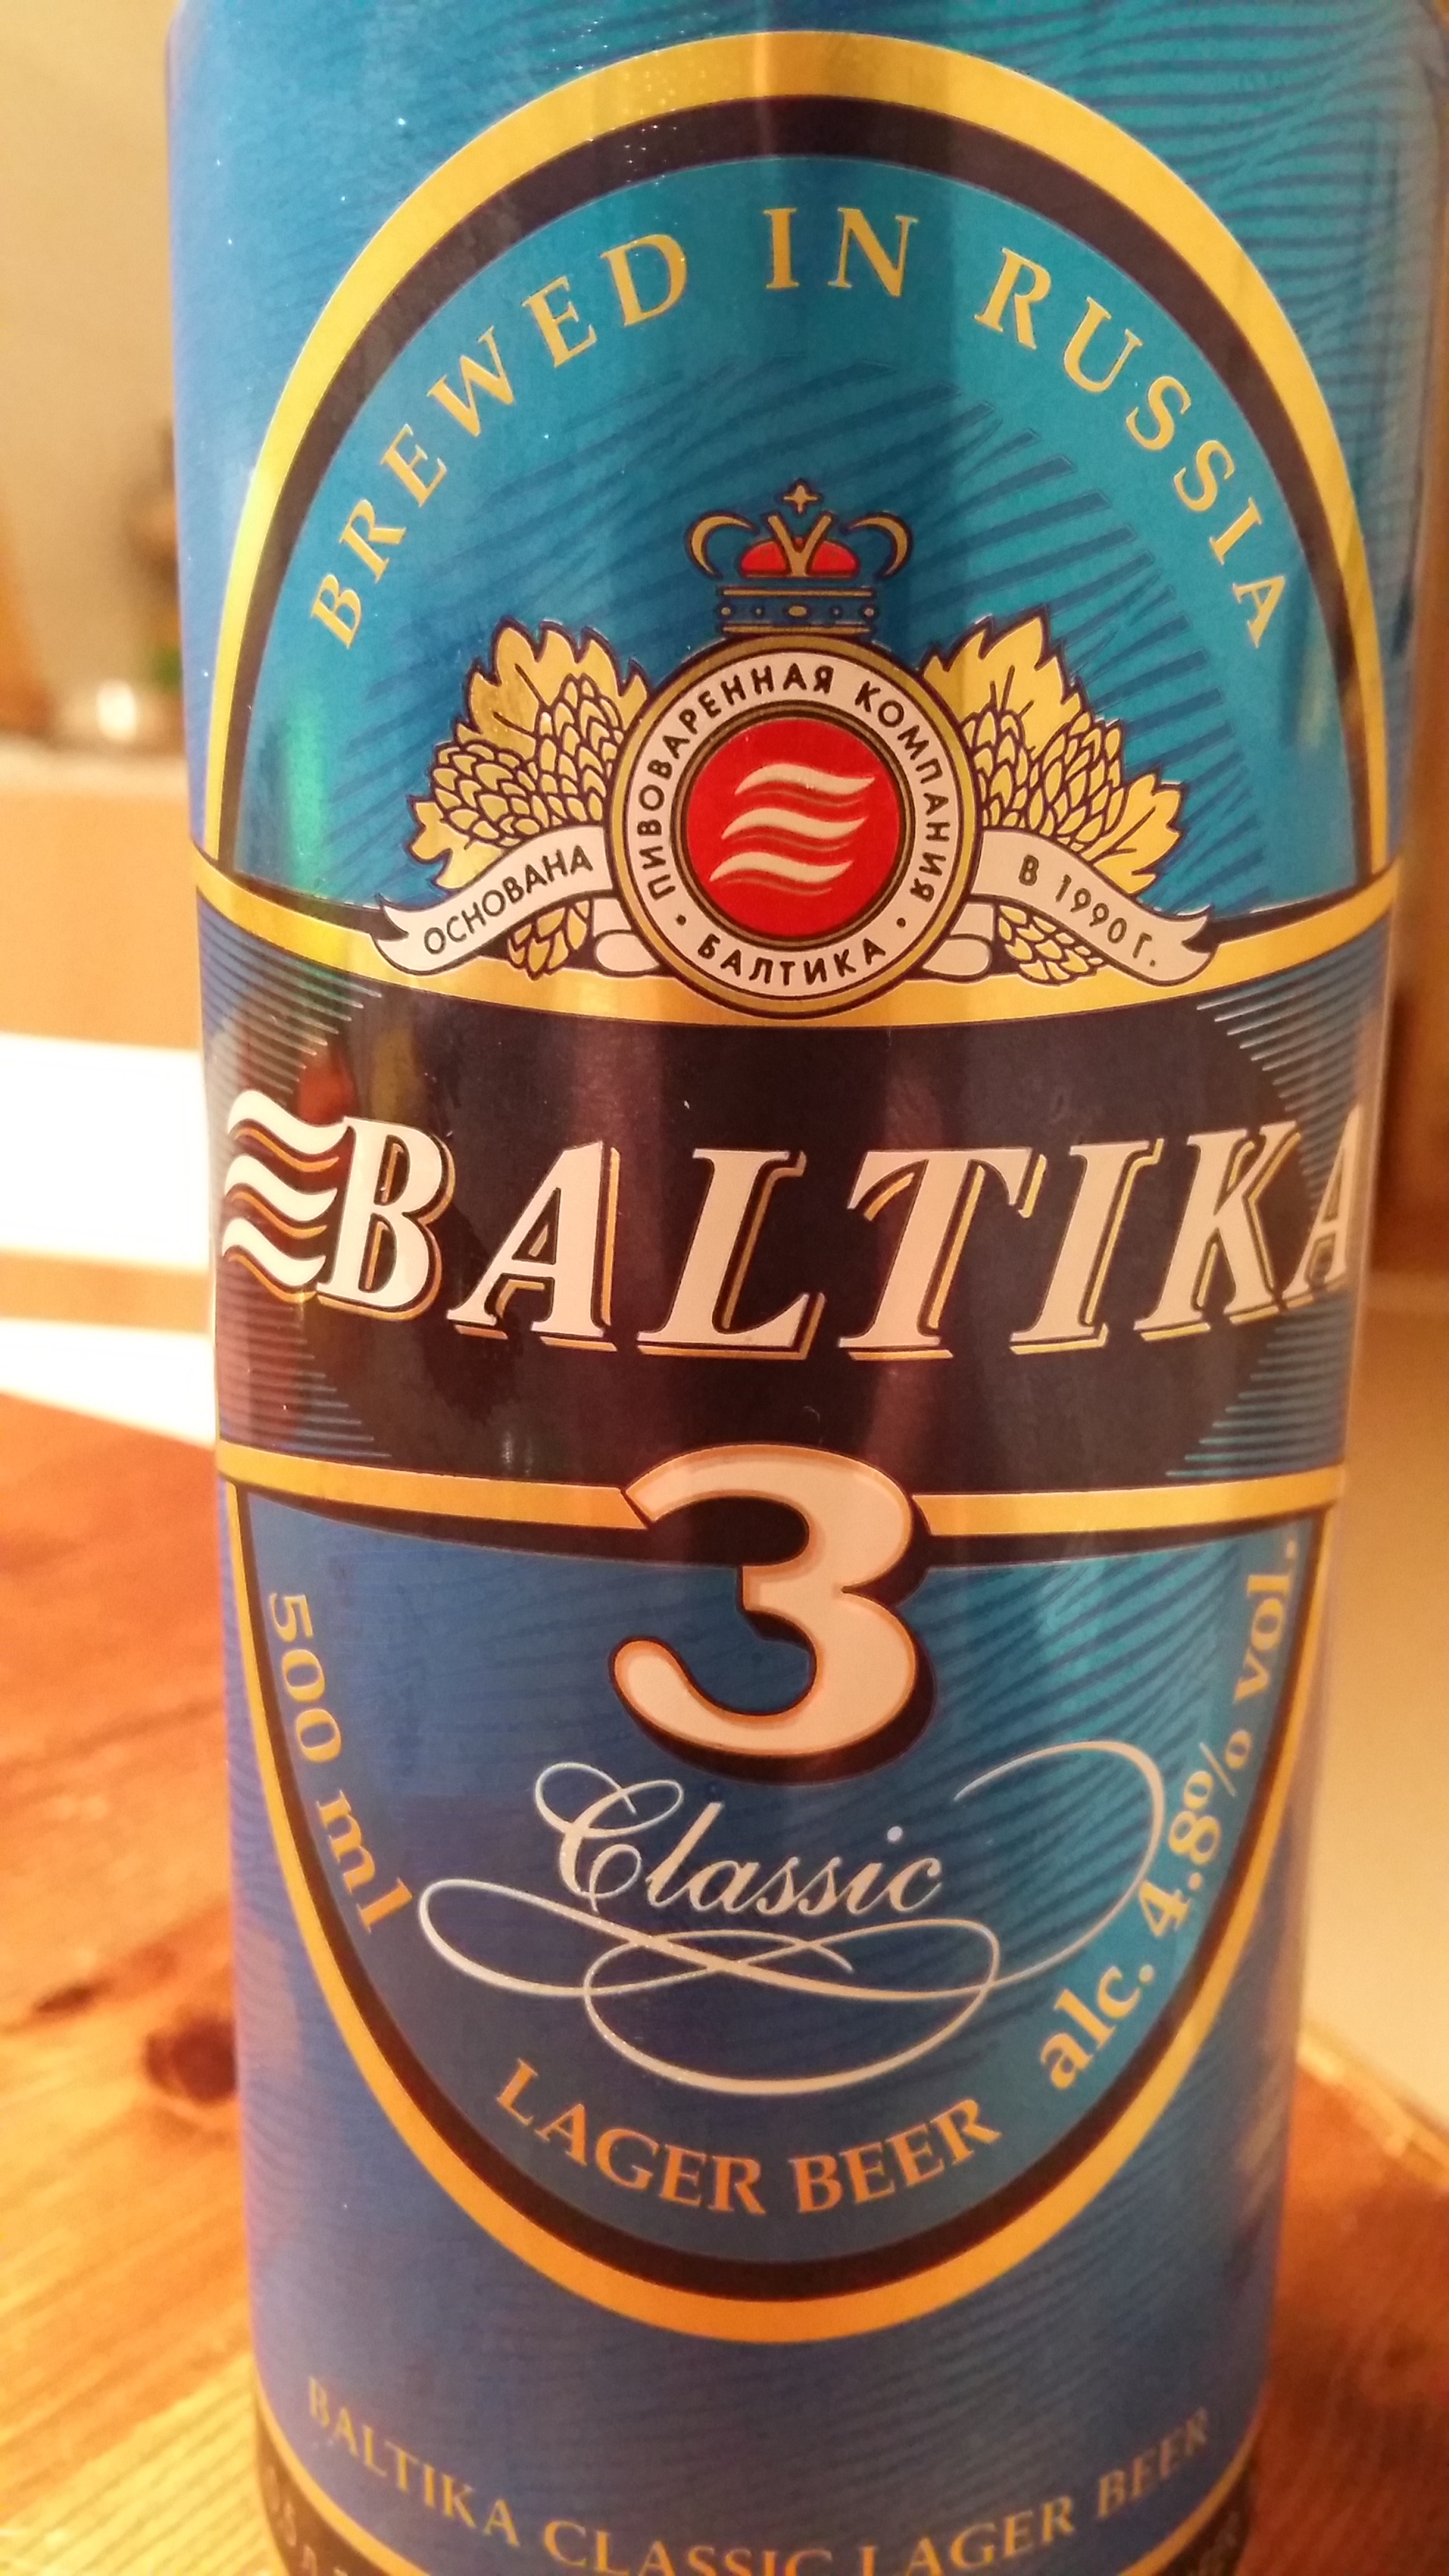 BREWED IN RUSSIA
ПИВОВАРЕННАЯ КОМПАНИЯ
• БАЛТИКА •
ОСНОВАНА
В 1990 Г.
BALTIKA
3
Classic
500 ml
alc. 4.8% vol.
LAGER BEER
BALTIKA CLASSIC LAGER BEER